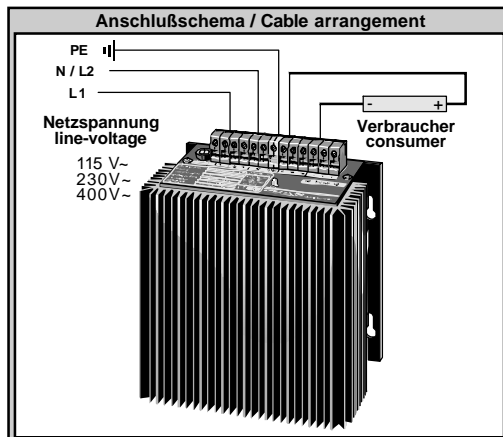 Anschlußschema / Cable arrangement
PE
N / L2
L1
Netzspannung
line-voltage
115 V~
230V~
400V~
- +
Verbraucher
consumer